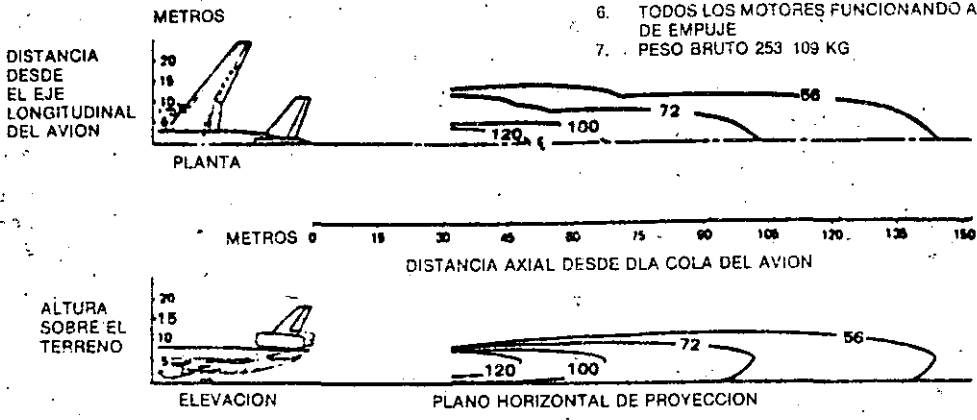 METROS
6. TODOS LOS MOTORES FUNCIONANDO A
DE EMPUJE
7. PESO BRUTO 253 109 KG
DISTANCIA
DESDE
EL EJE
LONGITUDINAL
DEL AVION
20
15
10
5
56
72
100
120
PLANTA
METROS 0 15 30 45 60 75 90 105 120 135 150
DISTANCIA AXIAL DESDE DLA COLA DEL AVION
ALTURA
SOBRE EL
TERRENO
20
15
10
5
56
72
120 100
ELEVACION
PLANO HORIZONTAL DE PROYECCION